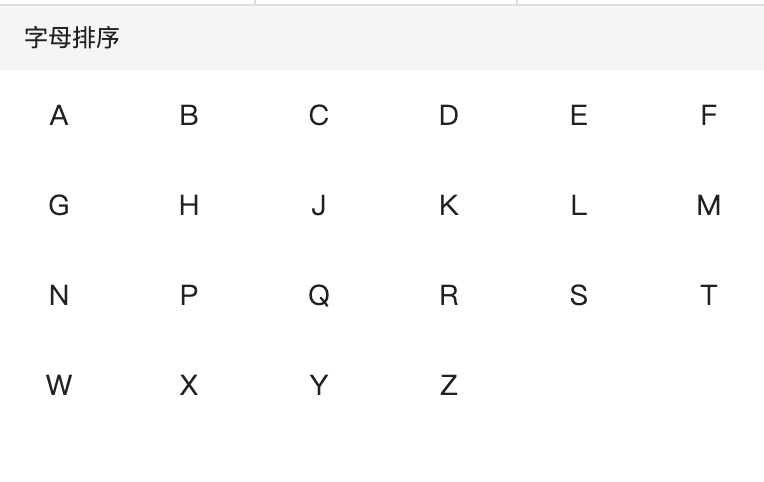 字母排序
A B C D E F
G H J K L M
N P Q R S T
W X Y Z